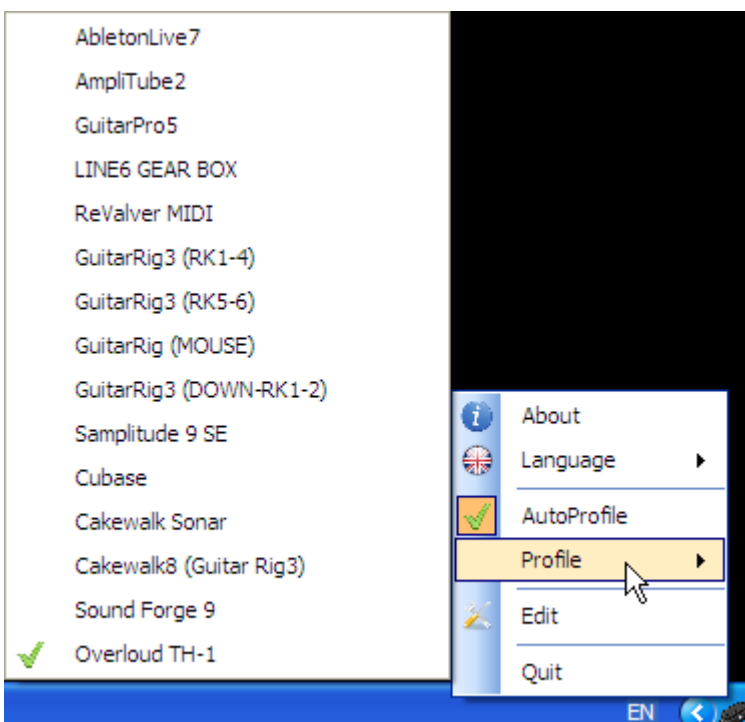 AbletonLive7
AmpliTube2
GuitarPro5
LINE6 GEAR BOX
ReValver MIDI
GuitarRig3 (RK1-4)
GuitarRig3 (RK5-6)
GuitarRig (MOUSE)
GuitarRig3 (DOWN-RK1-2)
Samplitude 9 SE
Cubase
Cakewalk Sonar
Cakewalk8 (Guitar Rig3)
Sound Forge 9
Overloud TH-1
About
Language
AutoProfile
Profile
Edit
Quit
EN